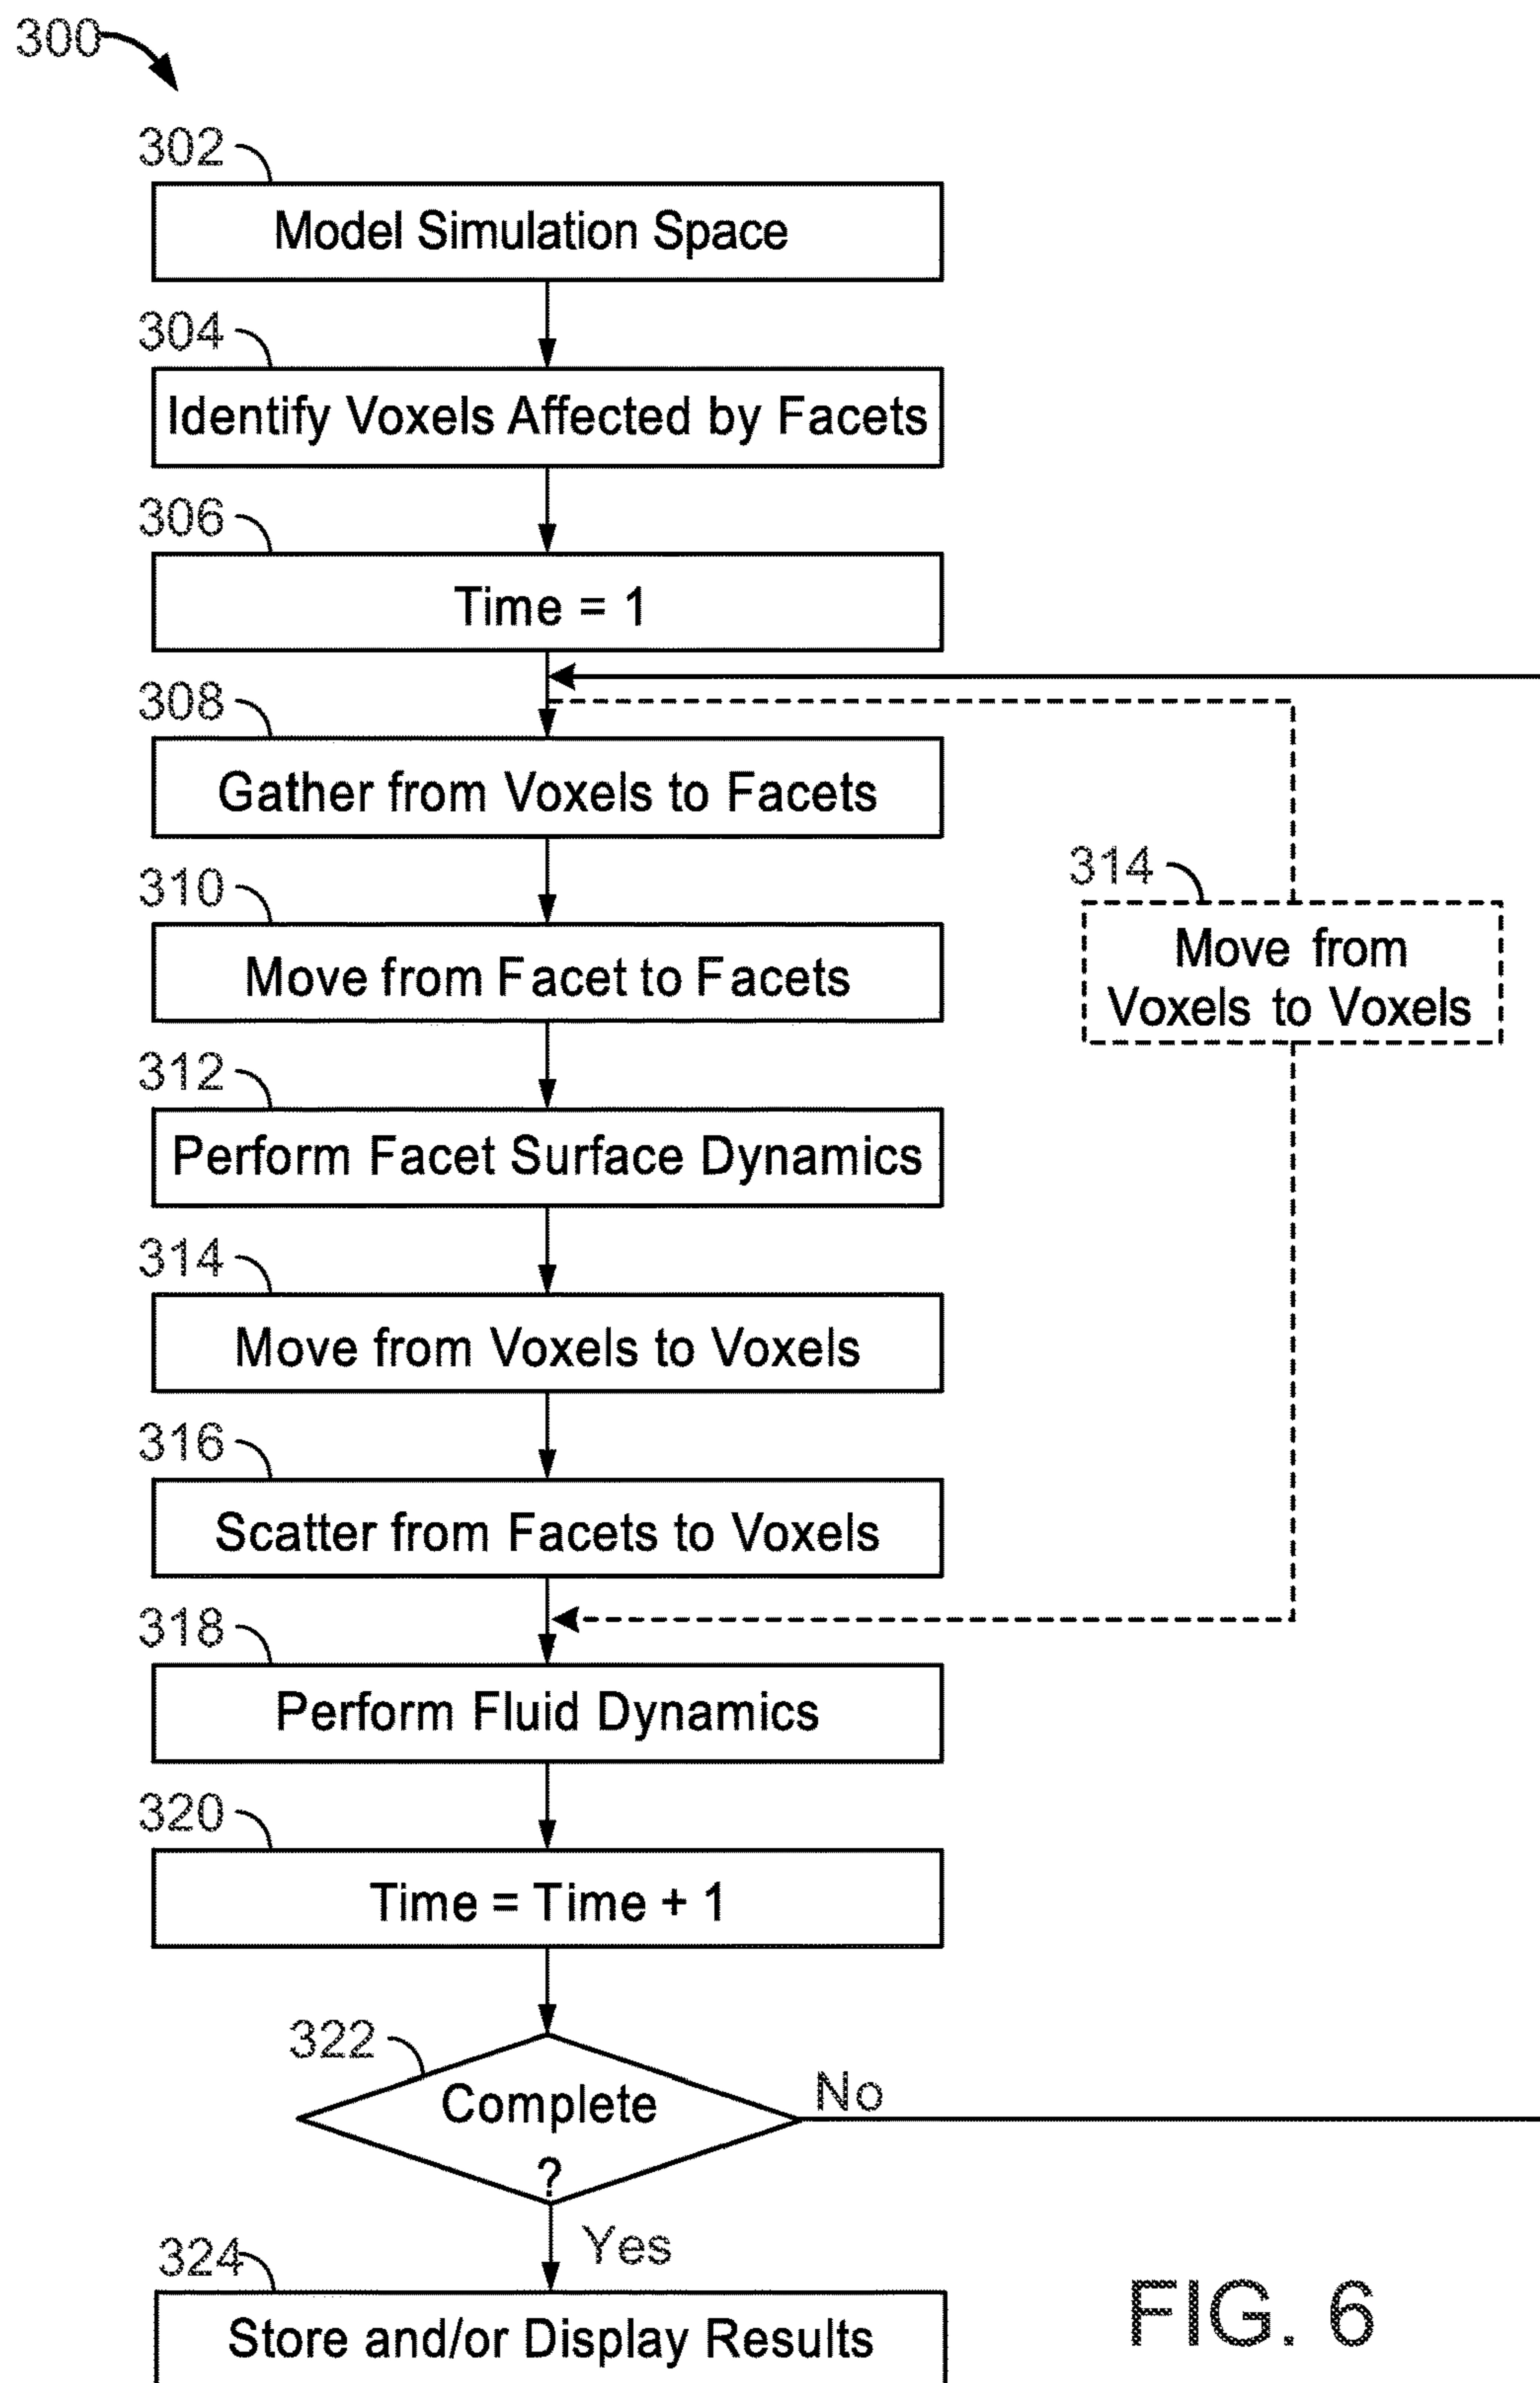 300
302
Model Simulation Space
304
Identify Voxels Affected by Facets
306
Time = 1
308
Gather from Voxels to Facets
310
Move from Facet to Facets
314
Move from
Voxels to Voxels
312
Perform Facet Surface Dynamics
314
Move from Voxels to Voxels
316
Scatter from Facets to Voxels
318
Perform Fluid Dynamics
320
Time = Time + 1
322
Complete
?
No
Yes
324
Store and/or Display Results
FIG. 6